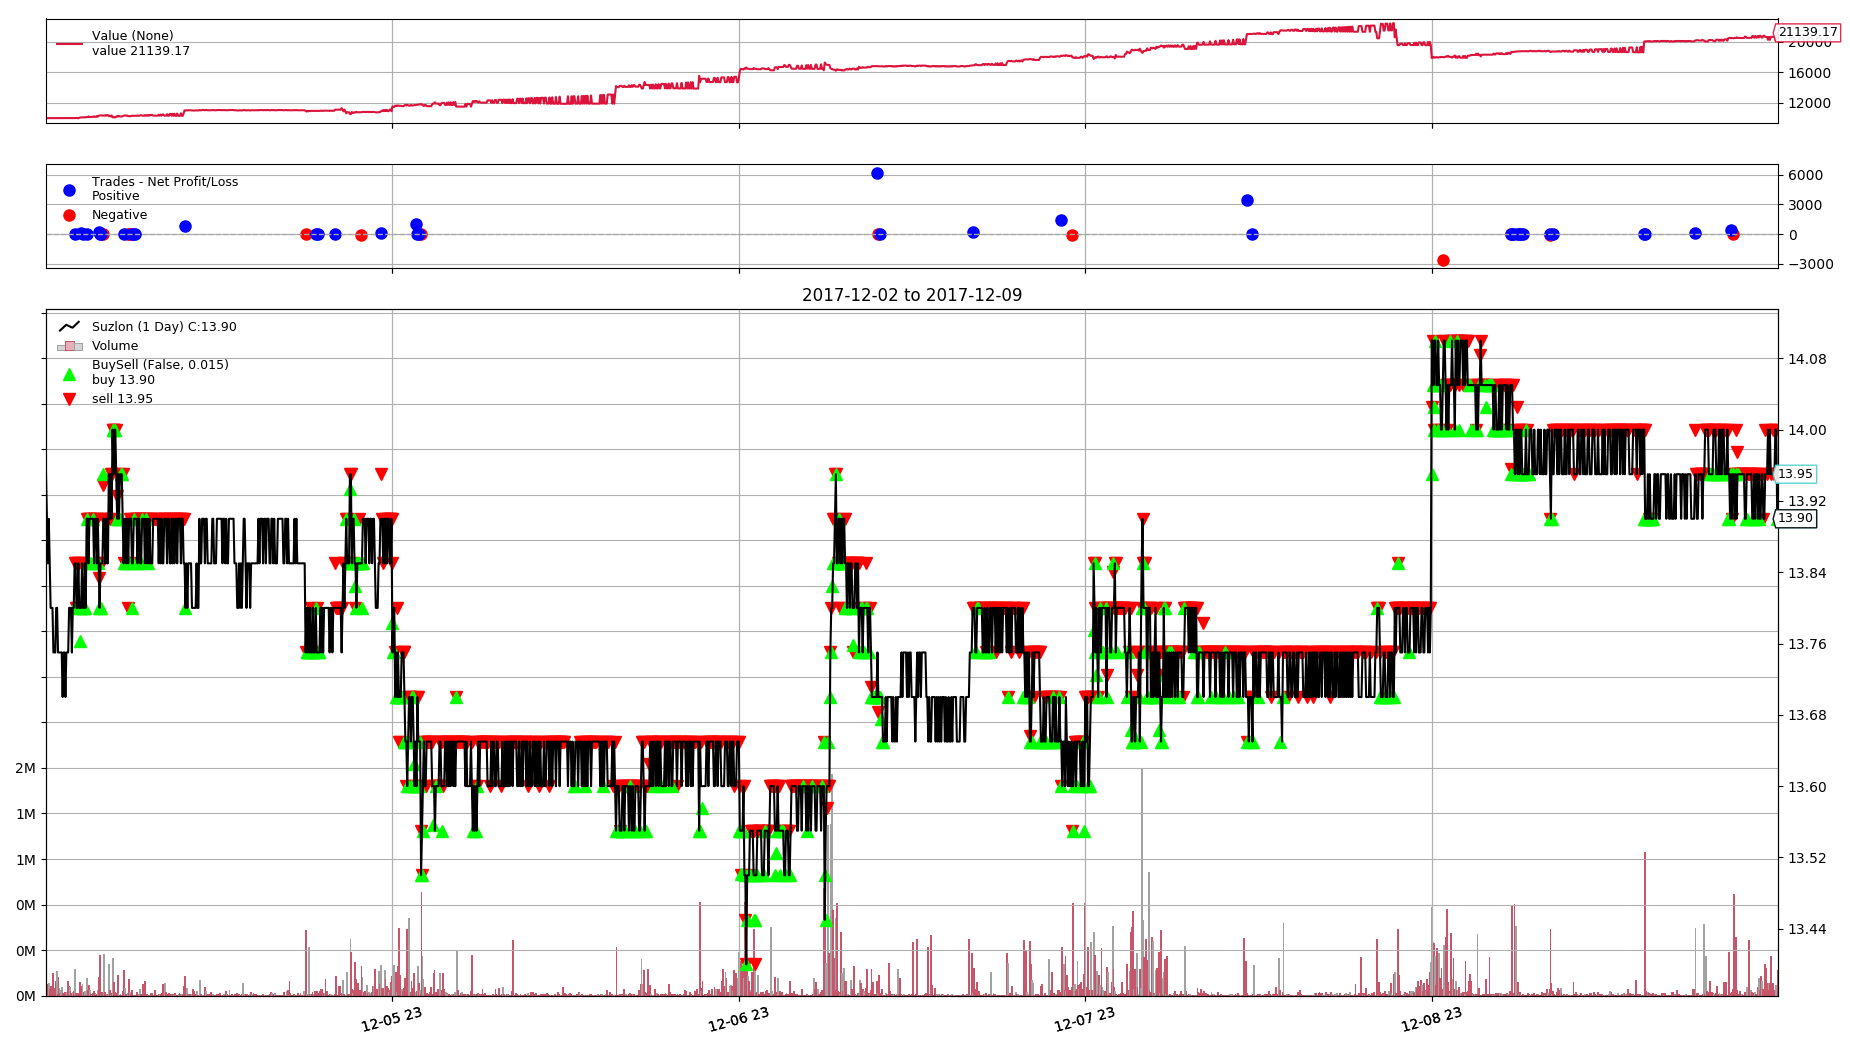 Value (None)
value 21139.17
21139.17
20000
16000
12000
Trades - Net Profit/Loss
Positive
Negative
6000
3000
0
−3000
2017-12-02 to 2017-12-09
Suzlon (1 Day) C:13.90
Volume
BuySell (False, 0.015)
buy 13.90
sell 13.95
14.08
14.00
13.95
13.92
13.90
13.84
13.76
13.68
13.60
13.52
13.44
2M
1M
1M
0M
0M
0M
12-05 23
12-06 23
12-07 23
12-08 23